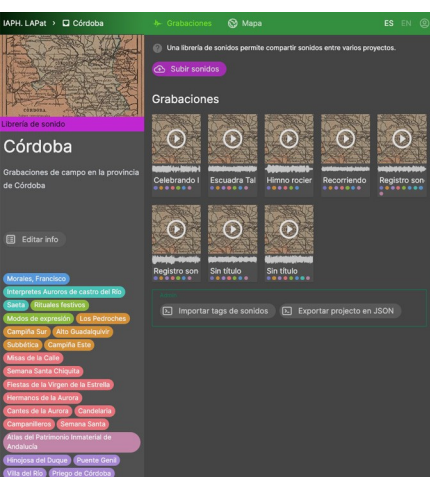 IAPH. LAPat › Córdoba
Grabaciones
Mapa
ES EN
CORDOBA
Librería de sonido
Córdoba
Grabaciones de campo en la provincia
de Córdoba
Editar info
Morales, Francisco
Interpretes Auroros de castro del Río
Saeta Rituales festivos
Modos de expresión Los Pedroches
Campiña Sur Alto Guadalquivir
Subbética Campiña Este
Misas de la Calle
Semana Santa Chiquita
Fiestas de la Virgen de la Estrella
Hermanos de la Aurora
Cantes de la Aurora Candelaria
Campanilleros Semana Santa
Atlas del Patrimonio Inmaterial de
Andalucía
Hinojosa del Duque Puente Genil
Villa del Río Priego de Córdoba
Una librería de sonidos permite compartir sonidos entre varios proyectos.
Subir sonidos
Grabaciones
Celebrando l
Escuadra Tal
Himno rocier
Recorriendo
Registro son
Registro son
Sin título
Sin título
Importar tags de sonidos
Exportar projecto en JSON